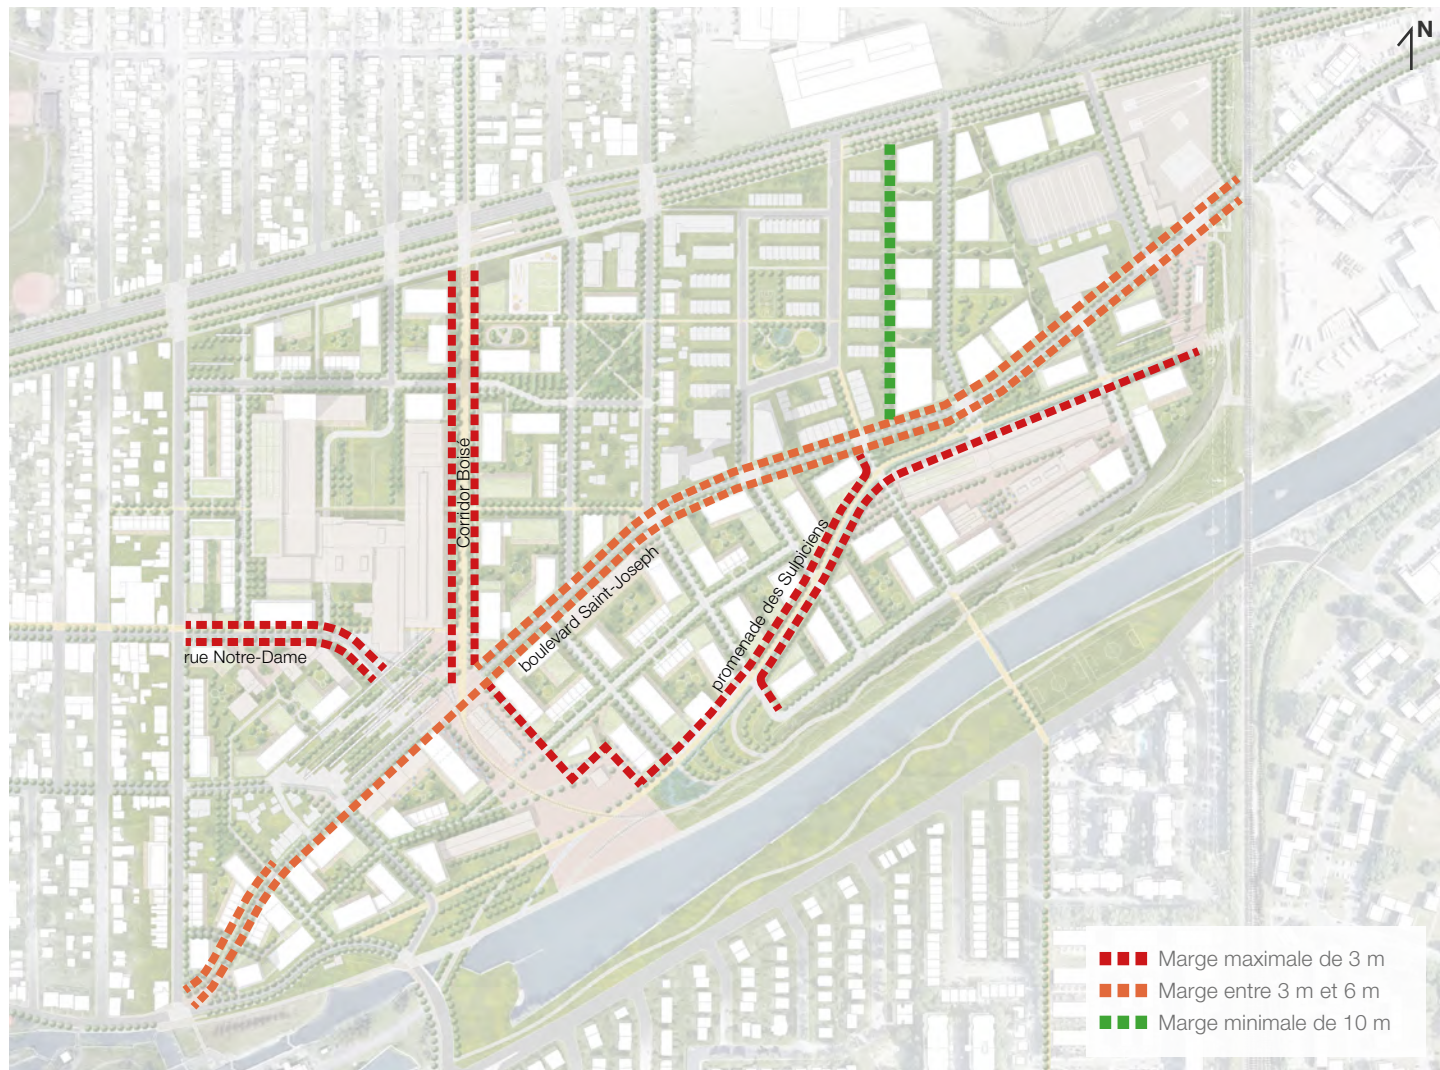 N
Corridor Boisé
boulevard Saint-Joseph
promenade des Sulpiciens
rue Notre-Dame
Marge maximale de 3 m
Marge entre 3 m et 6 m
Marge minimale de 10 m